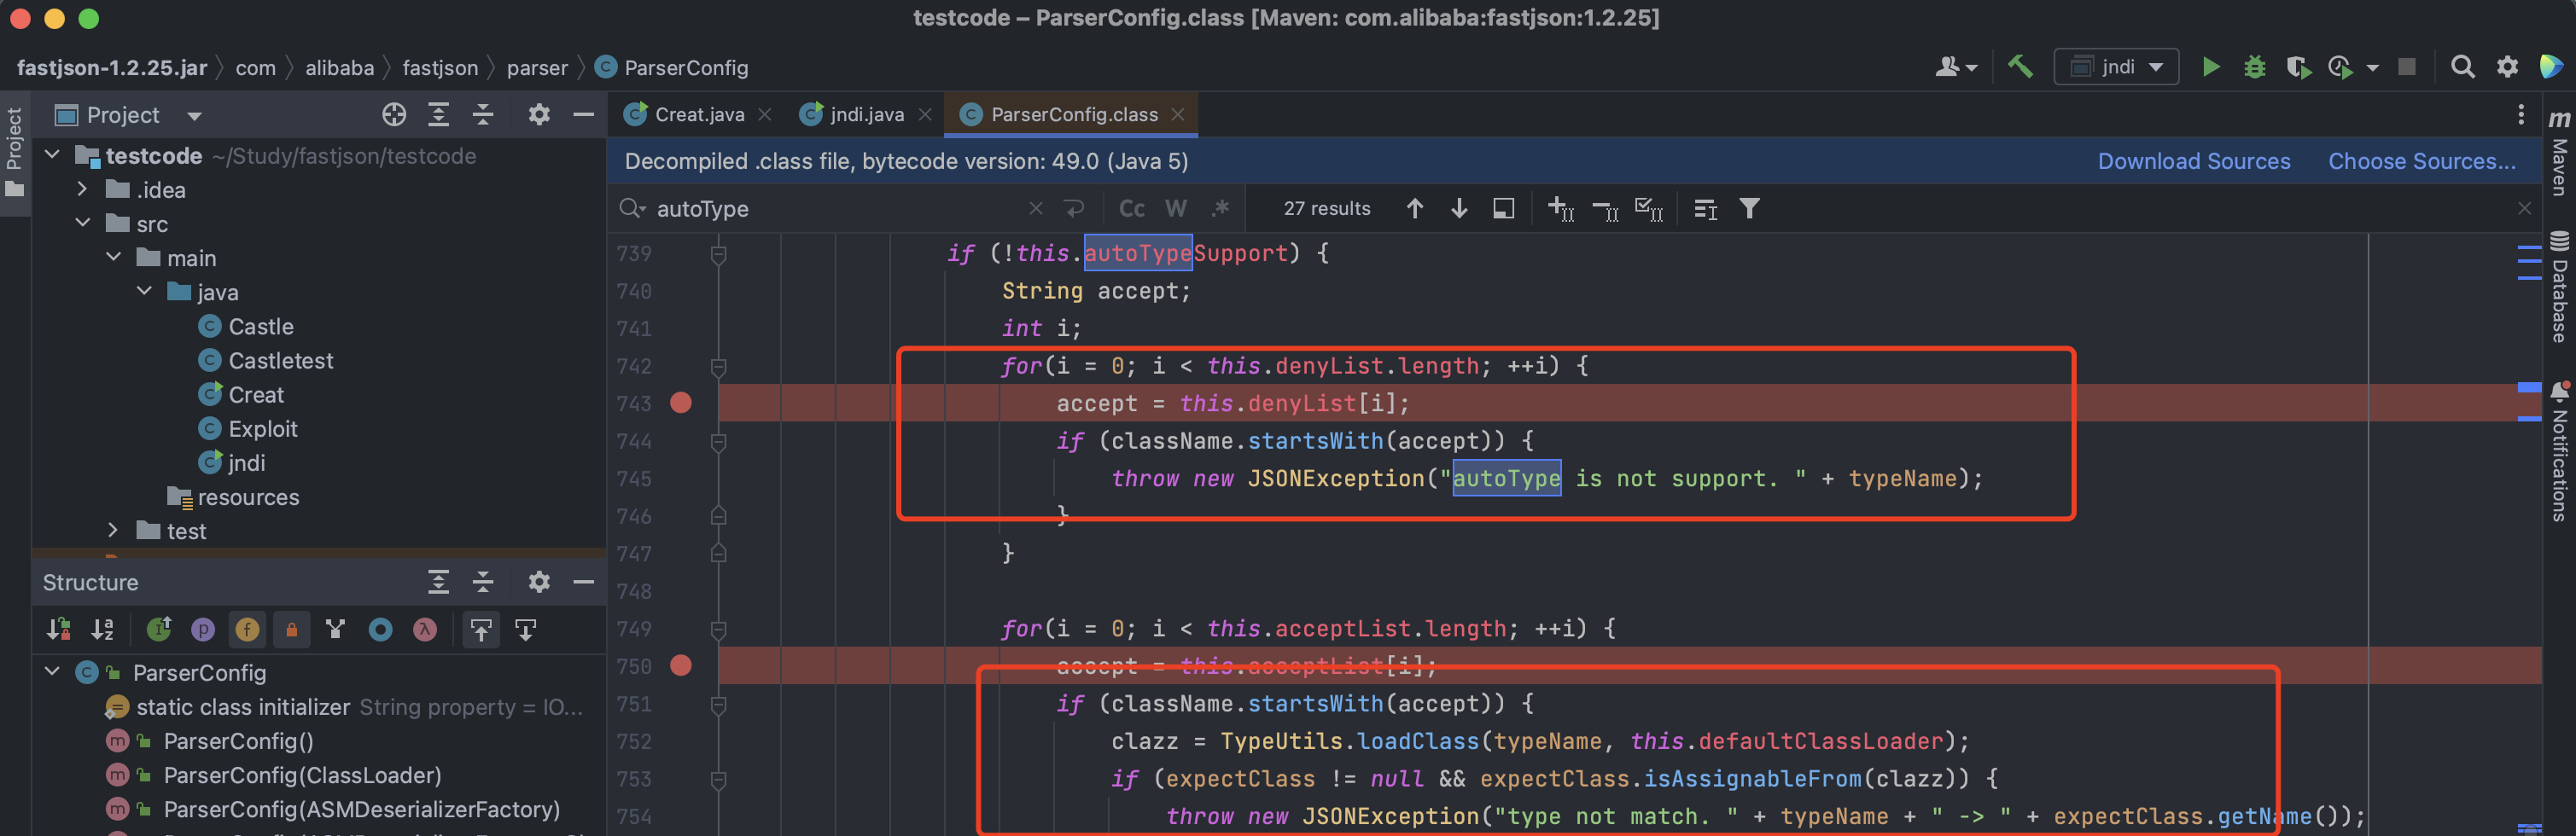 testcode – ParserConfig.class [Maven: com.alibaba:fastjson:1.2.25]
fastjson-1.2.25.jar com alibaba fastjson parser ParserConfig
jndi
Project
Project
Creat.java
jndi.java
ParserConfig.class
Maven
Database
Notifications
testcode ~/Study/fastjson/testcode
.idea
src
main
java
Castle
Castletest
Creat
Exploit
jndi
resources
test
Structure
ParserConfig
static class initializer String property = IO...
ParserConfig()
ParserConfig(ClassLoader)
ParserConfig(ASMDeserializerFactory)
Decompiled .class file, bytecode version: 49.0 (Java 5)
Download Sources
Choose Sources...
autoType
Cc W .*
27 results
739 if (!this.autoTypeSupport) {
740 String accept;
741 int i;
742 for(i = 0; i < this.denyList.length; ++i) {
743 accept = this.denyList[i];
744 if (className.startsWith(accept)) {
745 throw new JSONException("autoType is not support. " + typeName);
746 }
747 }
748
749 for(i = 0; i < this.acceptList.length; ++i) {
750 accept = this.acceptList[i];
751 if (className.startsWith(accept)) {
752 clazz = TypeUtils.loadClass(typeName, this.defaultClassLoader);
753 if (expectClass != null && expectClass.isAssignableFrom(clazz)) {
754 throw new JSONException("type not match. " + typeName + " -> " + expectClass.getName());